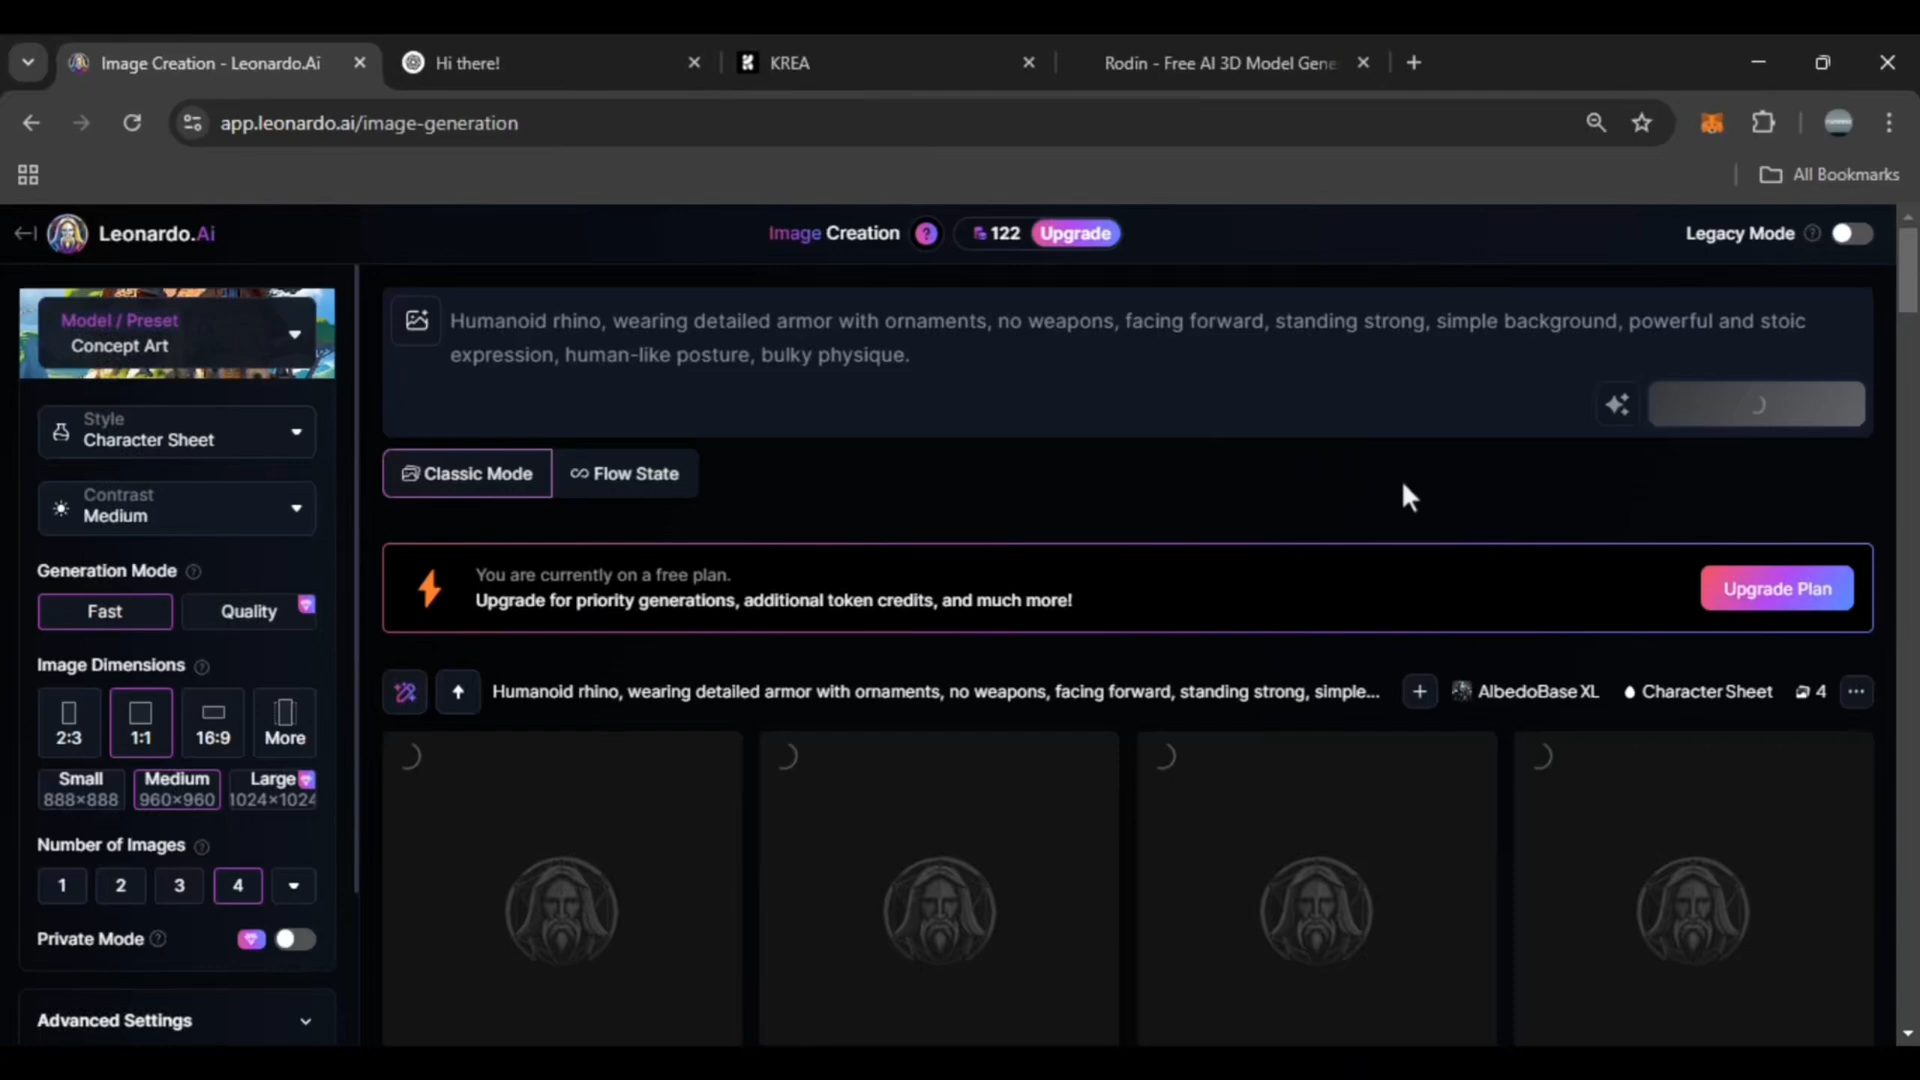 Image Creation - Leonardo.Ai
Hi there!
KREA
Rodin - Free AI 3D Model Gene
app.leonardo.ai/image-generation
All Bookmarks
Leonardo.Ai
Image Creation
?
122
Upgrade
Legacy Mode
Model / Preset
Concept Art
Humanoid rhino, wearing detailed armor with ornaments, no weapons, facing forward, standing strong, simple background, powerful and stoic
expression, human-like posture, bulky physique.
Style
Character Sheet
Classic Mode
Flow State
Contrast
Medium
Generation Mode
Fast
Quality
You are currently on a free plan.
Upgrade for priority generations, additional token credits, and much more!
Upgrade Plan
Image Dimensions
2:3
1:1
16:9
More
Small
888×888
Medium
960×960
Large
1024×1024
Humanoid rhino, wearing detailed armor with ornaments, no weapons, facing forward, standing strong, simple...
AlbedoBase XL
Character Sheet
4
Number of Images
1
2
3
4
Private Mode
Advanced Settings